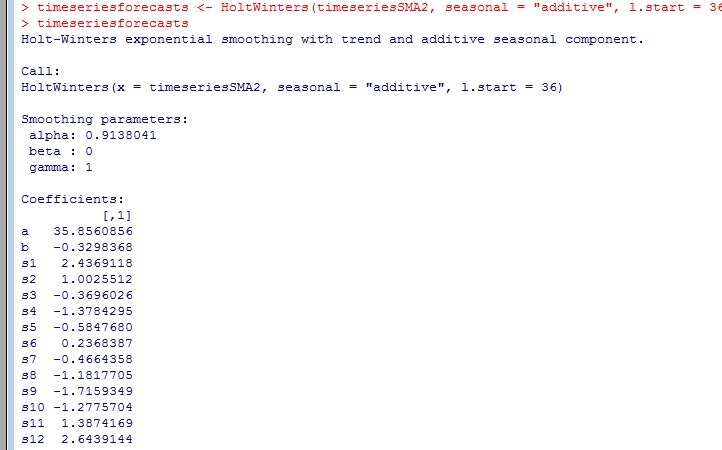 > timeseriesforecasts <- HoltWinters(timeseriesSMA2, seasonal = "additive", l.start = 36
> timeseriesforecasts
Holt-Winters exponential smoothing with trend and additive seasonal component.
Call:
HoltWinters(x = timeseriesSMA2, seasonal = "additive", l.start = 36)
Smoothing parameters:
alpha: 0.9138041
beta : 0
gamma: 1
Coefficients:
[,1]
a 35.8560856
b -0.3298368
s1 2.4369118
s2 1.0025512
s3 -0.3696026
s4 -1.3784295
s5 -0.5847680
s6 0.2368387
s7 -0.4664358
s8 -1.1817705
s9 -1.7159349
s10 -1.2775704
s11 1.3874169
s12 2.6439144